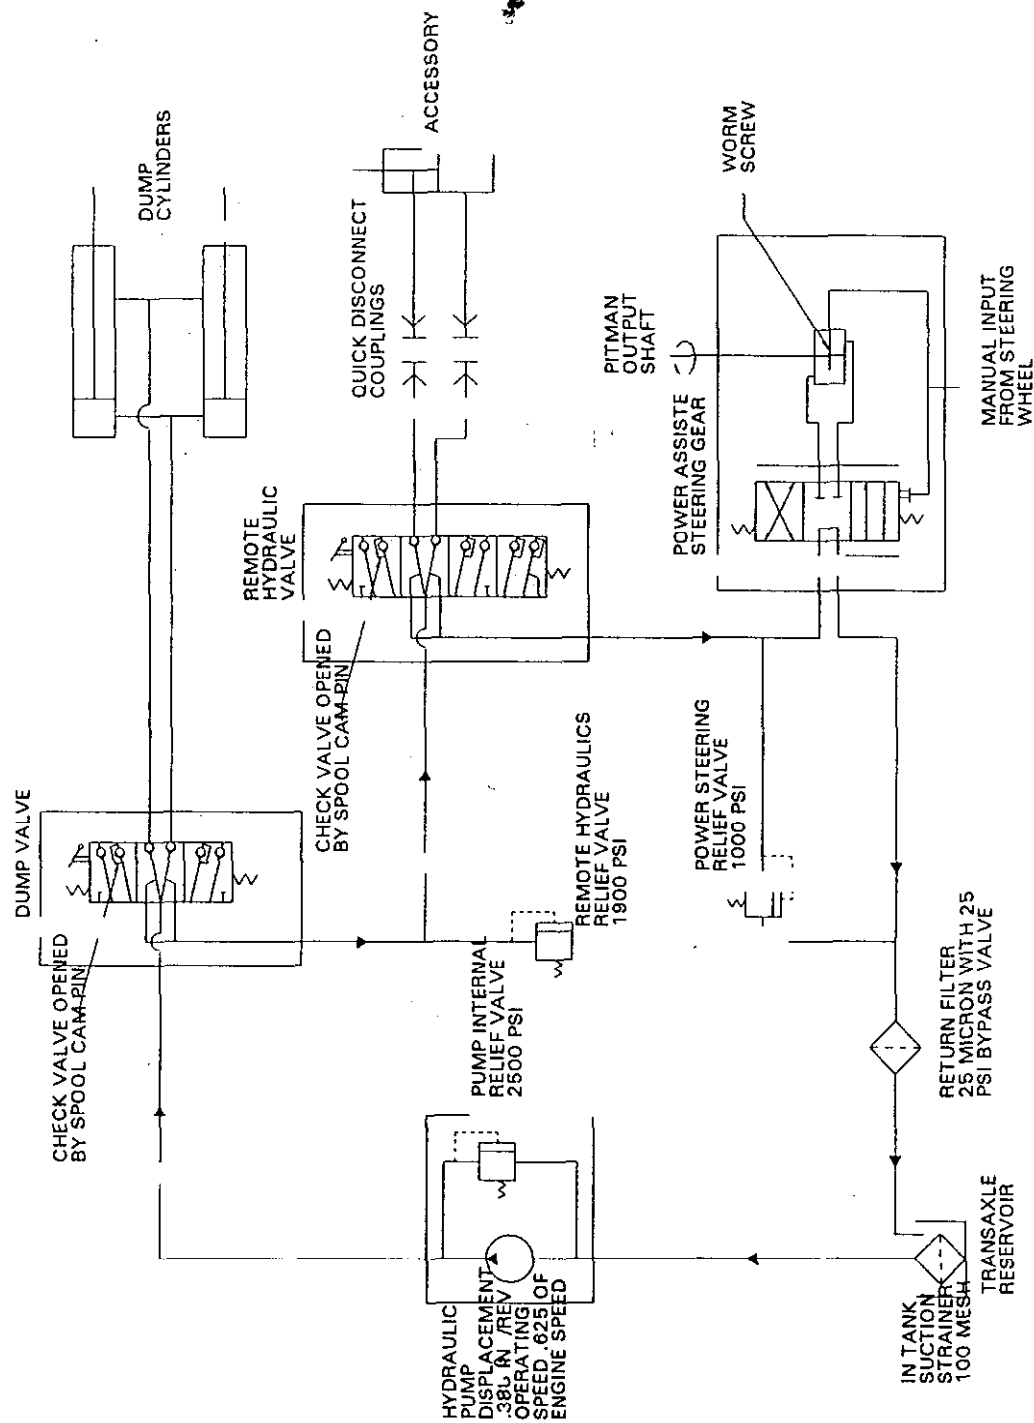 DUMP
CYLINDERS
ACCESSORY
QUICK DISCONNECT
COUPLINGS
WORM
SCREW
PITMAN
OUTPUT
SHAFT
MANUAL INPUT
FROM STEERING
WHEEL
POWER ASSISTE
STEERING GEAR
REMOTE
HYDRAULIC
VALVE
CHECK VALVE OPENED
BY SPOOL CAM PIN
DUMP VALVE
CHECK VALVE OPENED
BY SPOOL CAM PIN
REMOTE HYDRAULICS
RELIEF VALVE
1900 PSI
POWER STEERING
RELIEF VALVE
1000 PSI
PUMP INTERNAL
RELIEF VALVE
2500 PSI
RETURN FILTER
25 MICRON WITH 25
PSI BYPASS VALVE
HYDRAULIC
PUMP
DISPLACEMENT
IN /REV
OPERATING
SPEED .625 OF
ENGINE SPEED
IN TANK
SUCTION
STRAINER
100 MESH
TRANSAXLE
RESERVOIR